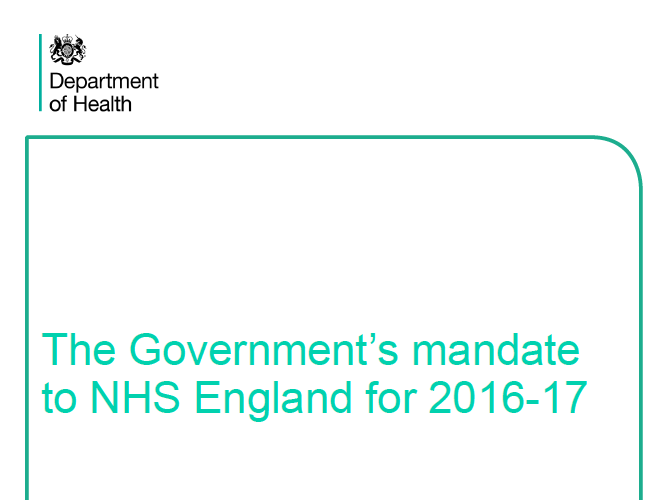 Department
of Health
The Government’s mandate
to NHS England for 2016-17